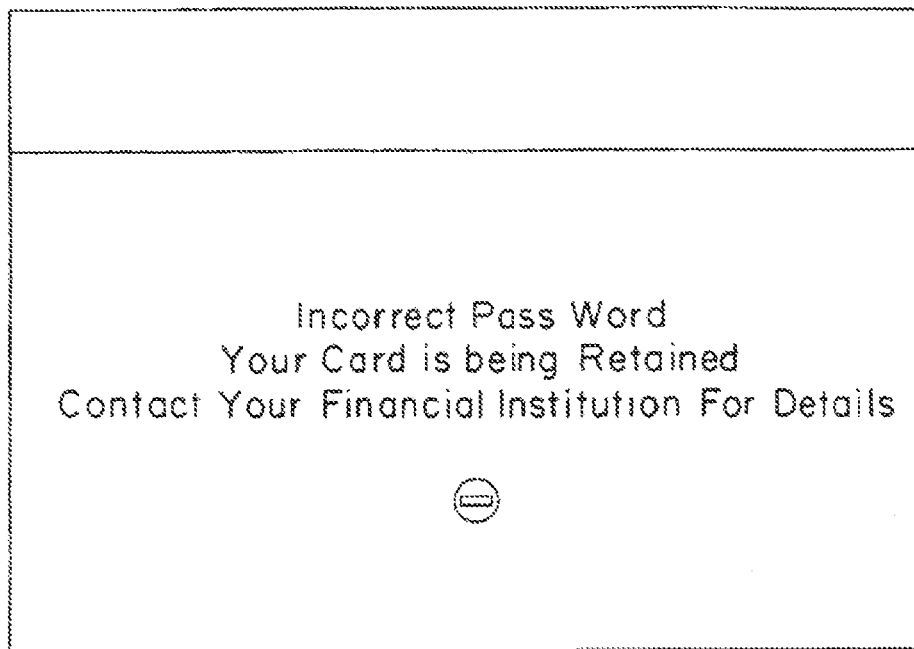 Incorrect Pass Word
Your Card is being Retained
Contact Your Financial Institution For Details